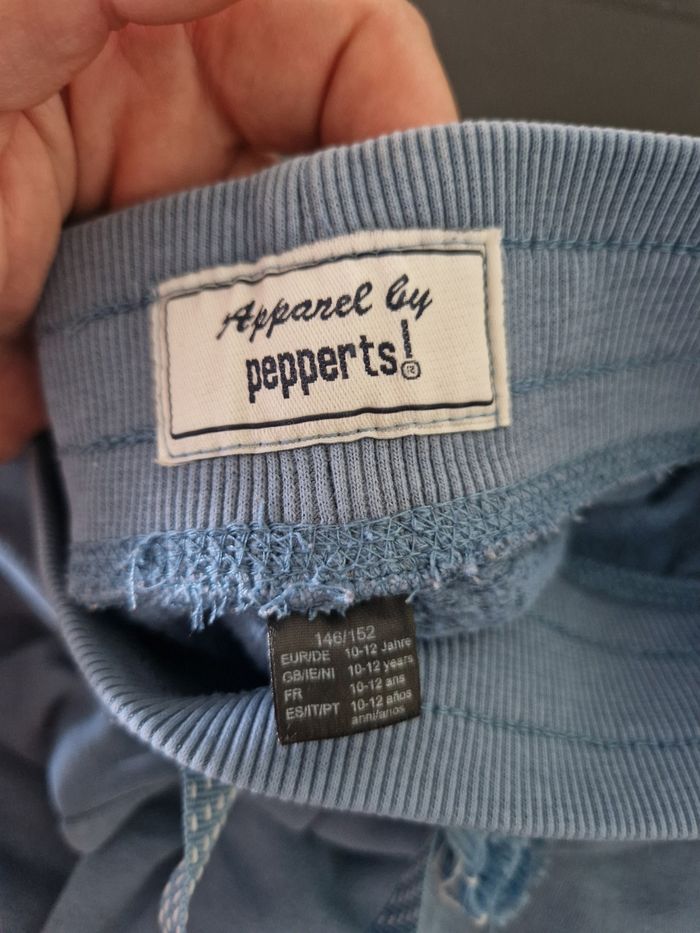 Apparel by
pepperts!®
146/152
EUR/DE 10-12 Jahre
GB/IE/NI 10-12 years
FR 10-12 ans
ES/IT/PT 10-12 años
anni/anos